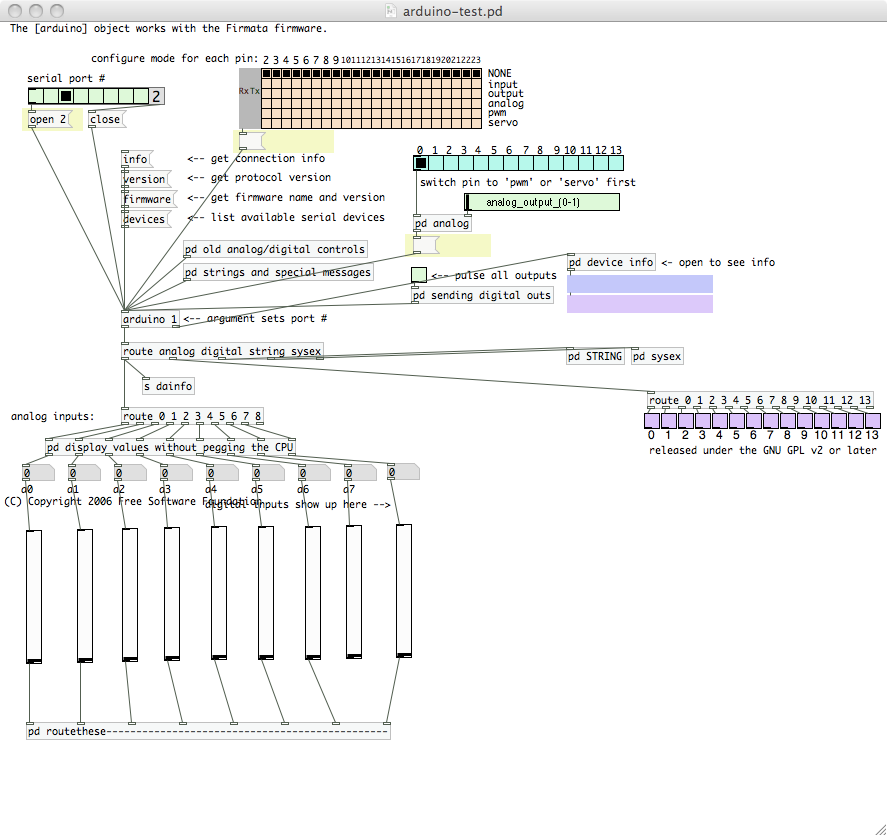 arduino-test.pd
The [arduino] object works with the Firmata firmware.
configure mode for each pin: 2 3 4 5 6 7 8 9 10 11 12 13 14 15 16 17 18 19 20 21 22 23
serial port #
NONE
input
output
analog
pwm
servo
Rx Tx
2
open 2
close
0 1 2 3 4 5 6 7 8 9 10 11 12 13
info <-- get connection info
version <-- get protocol version
firmware <-- get firmware name and version
devices <-- list available serial devices
switch pin to 'pwm' or 'servo' first
analog_output_(0-1)
pd analog
pd old analog/digital controls
pd strings and special messages
pd device info <- open to see info
<-- pulse all outputs
pd sending digital outs
arduino 1 <-- argument sets port #
route analog digital string sysex
pd STRING
pd sysex
s dainfo
route 0 1 2 3 4 5 6 7 8 9 10 11 12 13
0 1 2 3 4 5 6 7 8 9 10 11 12 13
released under the GNU GPL v2 or later
analog inputs: route 0 1 2 3 4 5 6 7 8
pd display values without pegging the CPU
0 0 0 0 0 0 0 0 0
a0 a1 a2 a3 a4 a5 a6 a7
(C) Copyright 2006 Free Software Foundation
digital inputs show up here -->
pd routethese----------------------------------------------